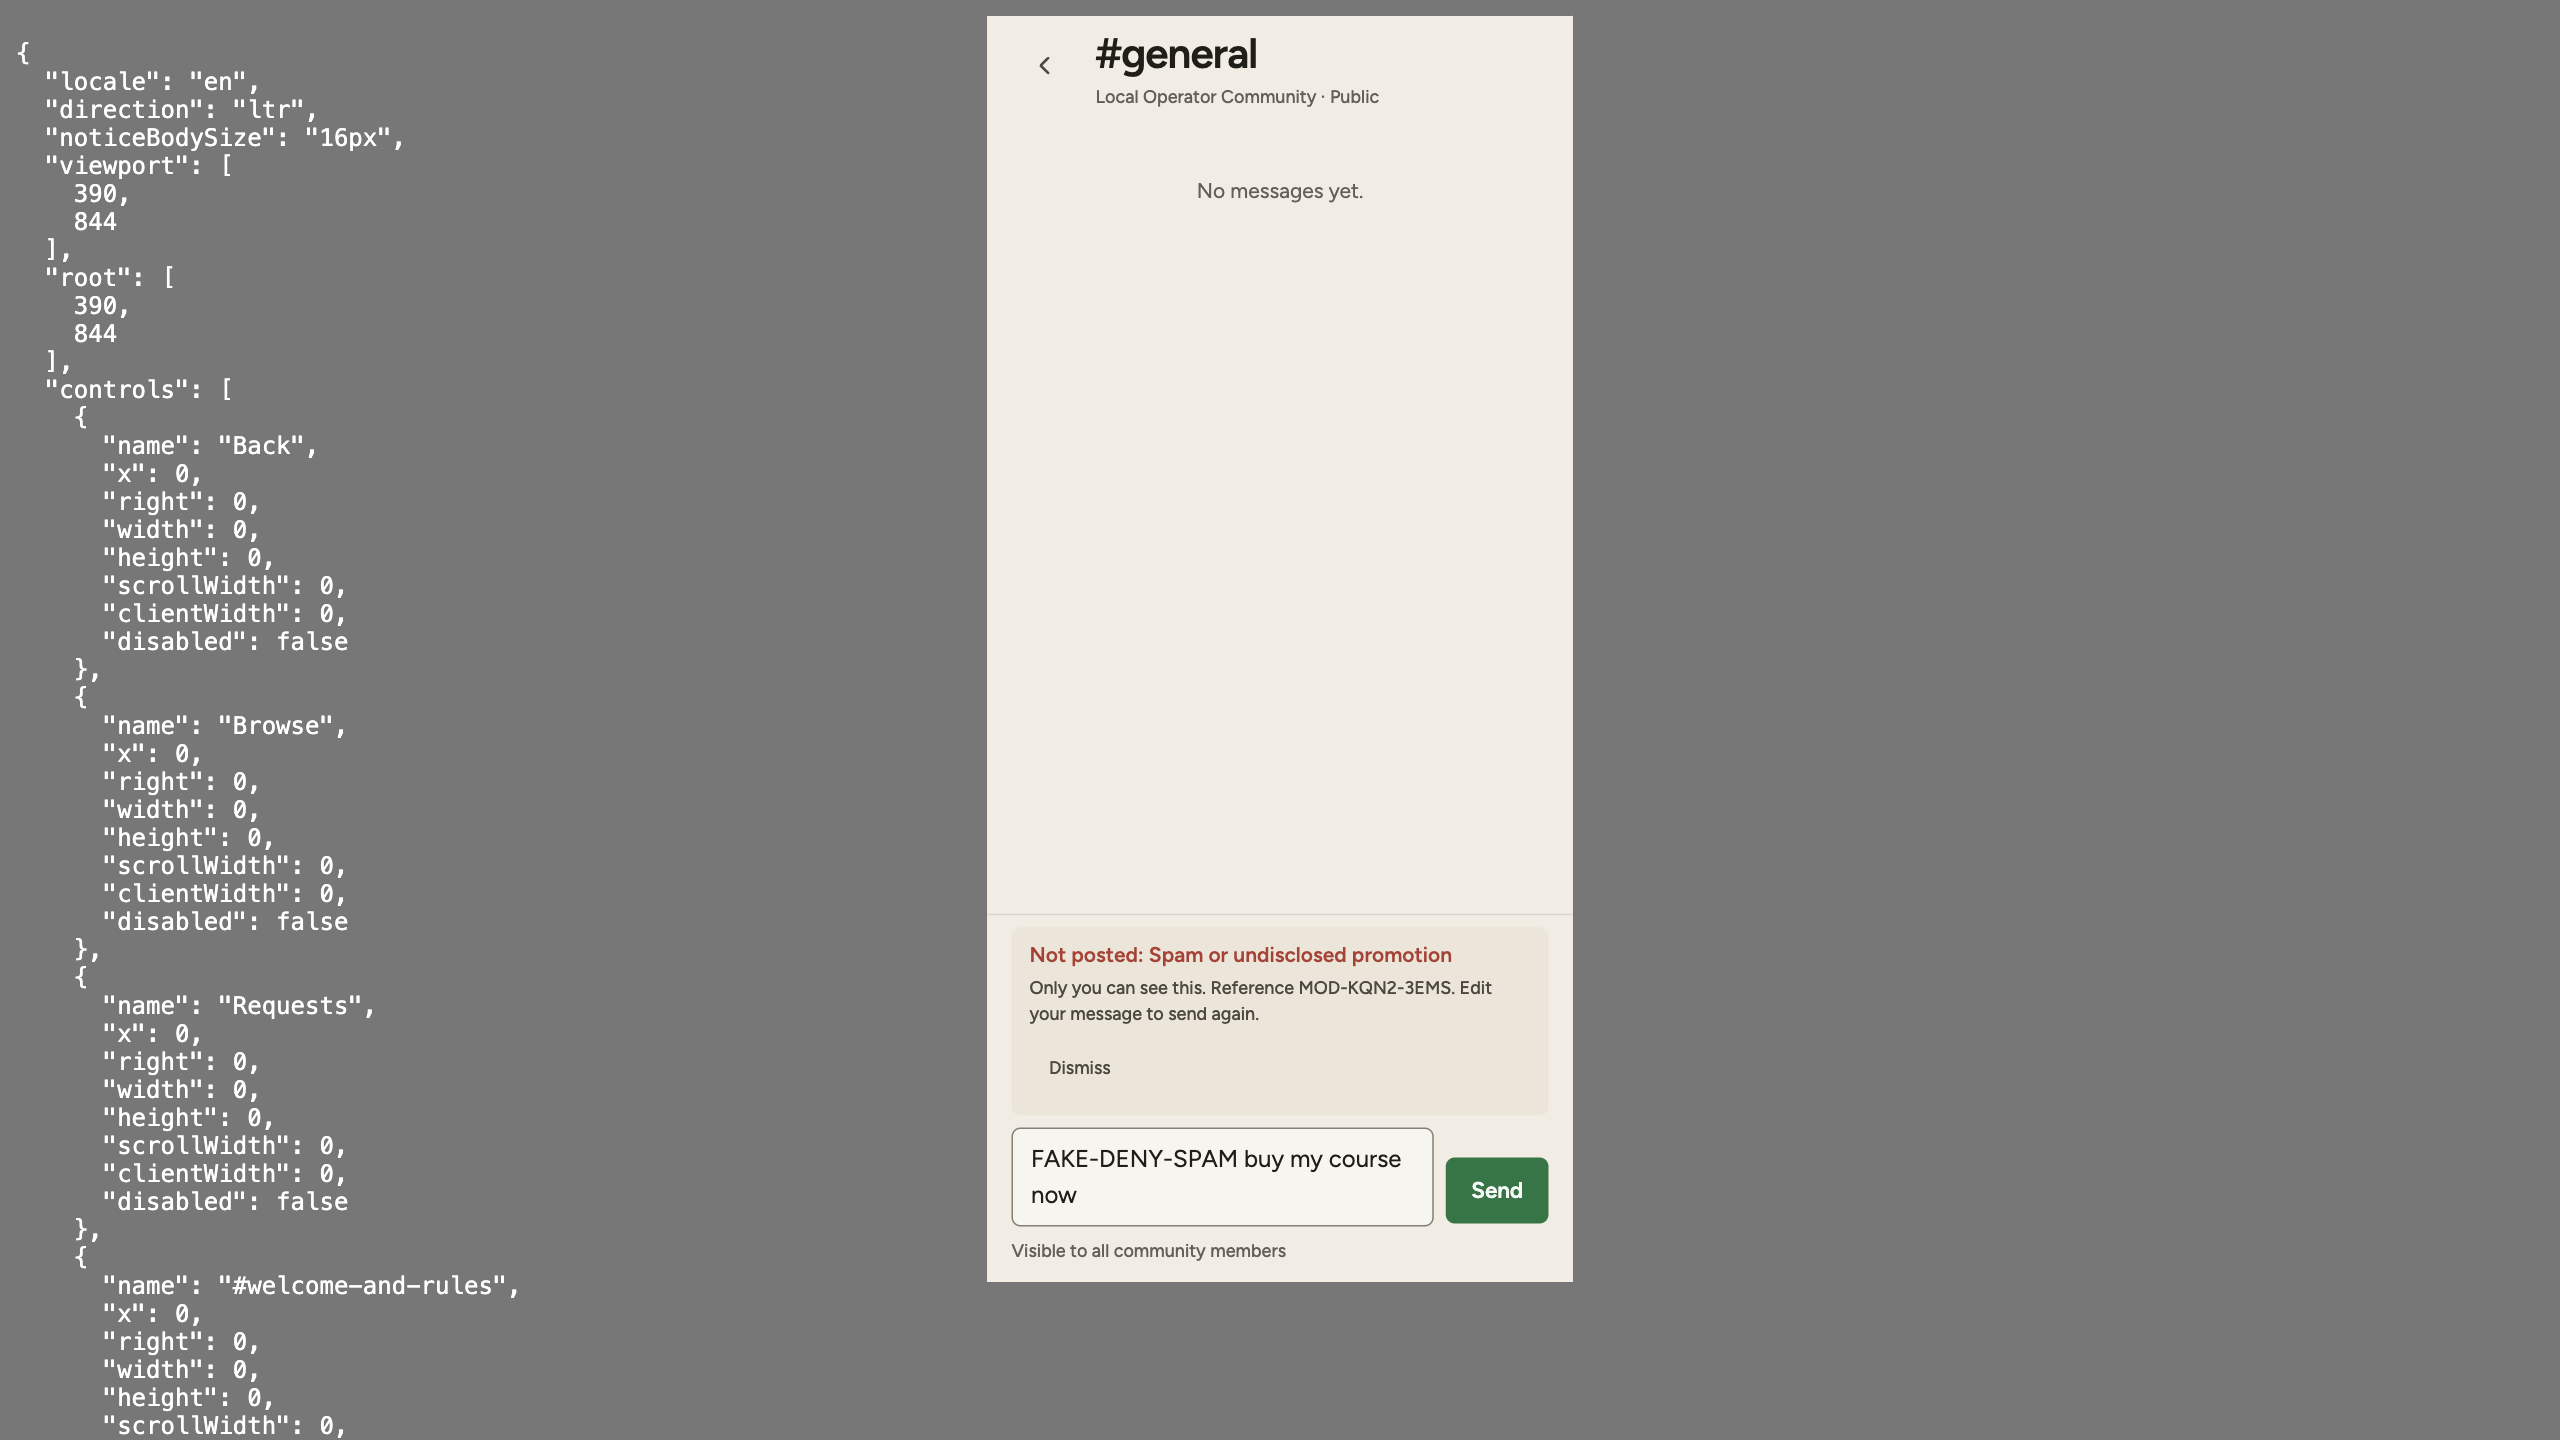 {
"locale": "en",
"direction": "ltr",
"noticeBodySize": "16px",
"viewport": [
390,
844
],
"root": [
390,
844
],
"controls": [
{
"name": "Back",
"x": 0,
"right": 0,
"width": 0,
"height": 0,
"scrollWidth": 0,
"clientWidth": 0,
"disabled": false
},
{
"name": "Browse",
"x": 0,
"right": 0,
"width": 0,
"height": 0,
"scrollWidth": 0,
"clientWidth": 0,
"disabled": false
},
{
"name": "Requests",
"x": 0,
"right": 0,
"width": 0,
"height": 0,
"scrollWidth": 0,
"clientWidth": 0,
"disabled": false
},
{
"name": "#welcome-and-rules",
"x": 0,
"right": 0,
"width": 0,
"height": 0,
"scrollWidth": 0,
#general
Local Operator Community · Public
No messages yet.
Not posted: Spam or undisclosed promotion
Only you can see this. Reference MOD-KQN2-3EMS. Edit
your message to send again.
Dismiss
FAKE-DENY-SPAM buy my course
now
Send
Visible to all community members